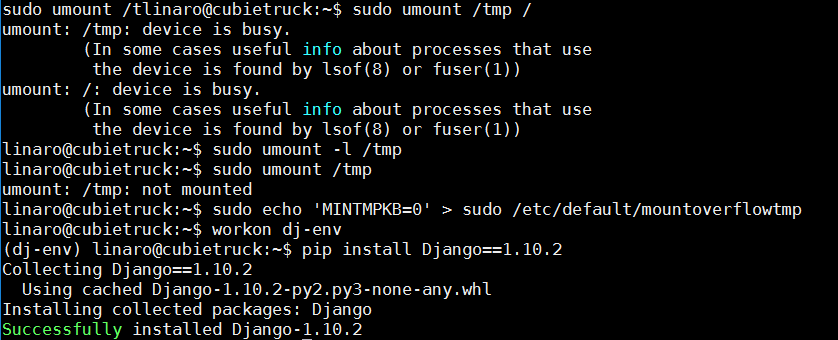 sudo umount /tlinaro@cubietruck:~$ sudo umount /tmp /
umount: /tmp: device is busy.
        (In some cases useful info about processes that use
         the device is found by lsof(8) or fuser(1))
umount: /: device is busy.
        (In some cases useful info about processes that use
         the device is found by lsof(8) or fuser(1))
linaro@cubietruck:~$ sudo umount -l /tmp
linaro@cubietruck:~$ sudo umount /tmp
umount: /tmp: not mounted
linaro@cubietruck:~$ sudo echo 'MINTMPKB=0' > sudo /etc/default/mountoverflowtmp
linaro@cubietruck:~$ workon dj-env
(dj-env) linaro@cubietruck:~$ pip install Django==1.10.2
Collecting Django==1.10.2
  Using cached Django-1.10.2-py2.py3-none-any.whl
Installing collected packages: Django
Successfully installed Django-1.10.2